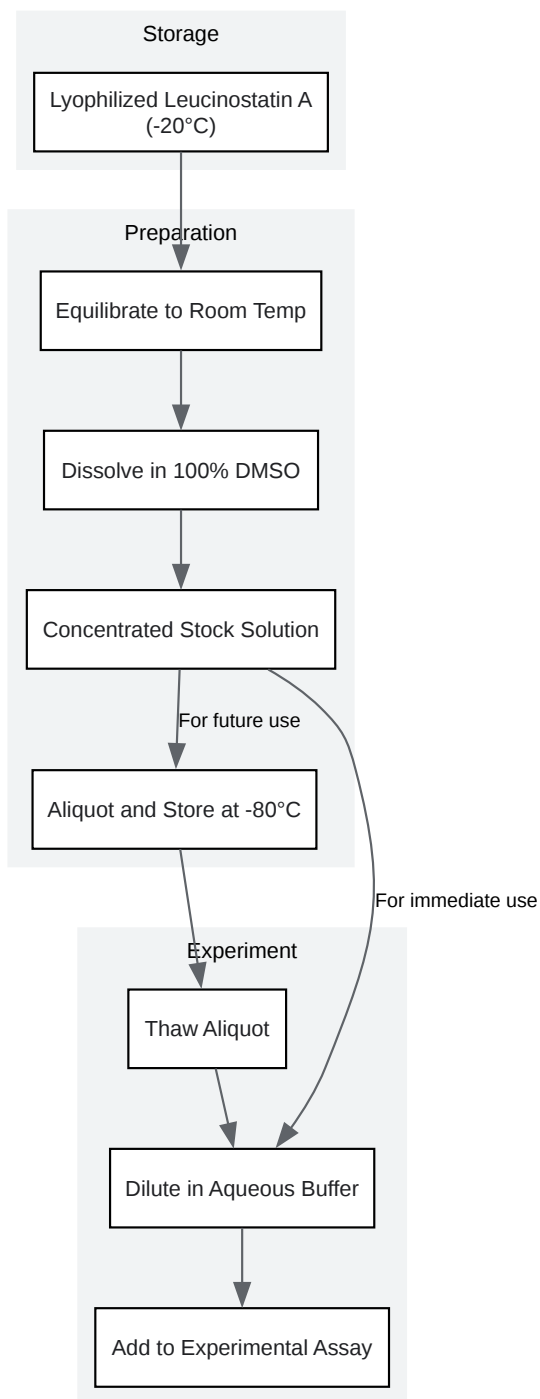 Storage
Lyophilized Leucinostatin A
(-20°C)
Preparation
Equilibrate to Room Temp
Dissolve in 100% DMSO
Concentrated Stock Solution
For future use
Aliquot and Store at -80°C
For immediate use
Experiment
Thaw Aliquot
Dilute in Aqueous Buffer
Add to Experimental Assay